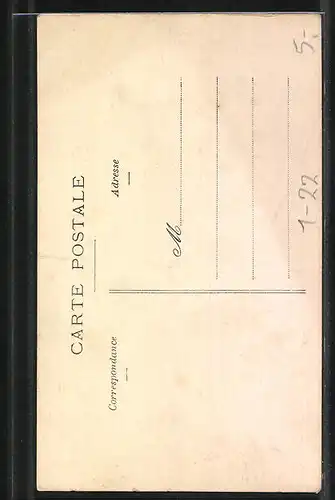 CARTE POSTALE
Correspondance
Adresse
M
1-22
5.-